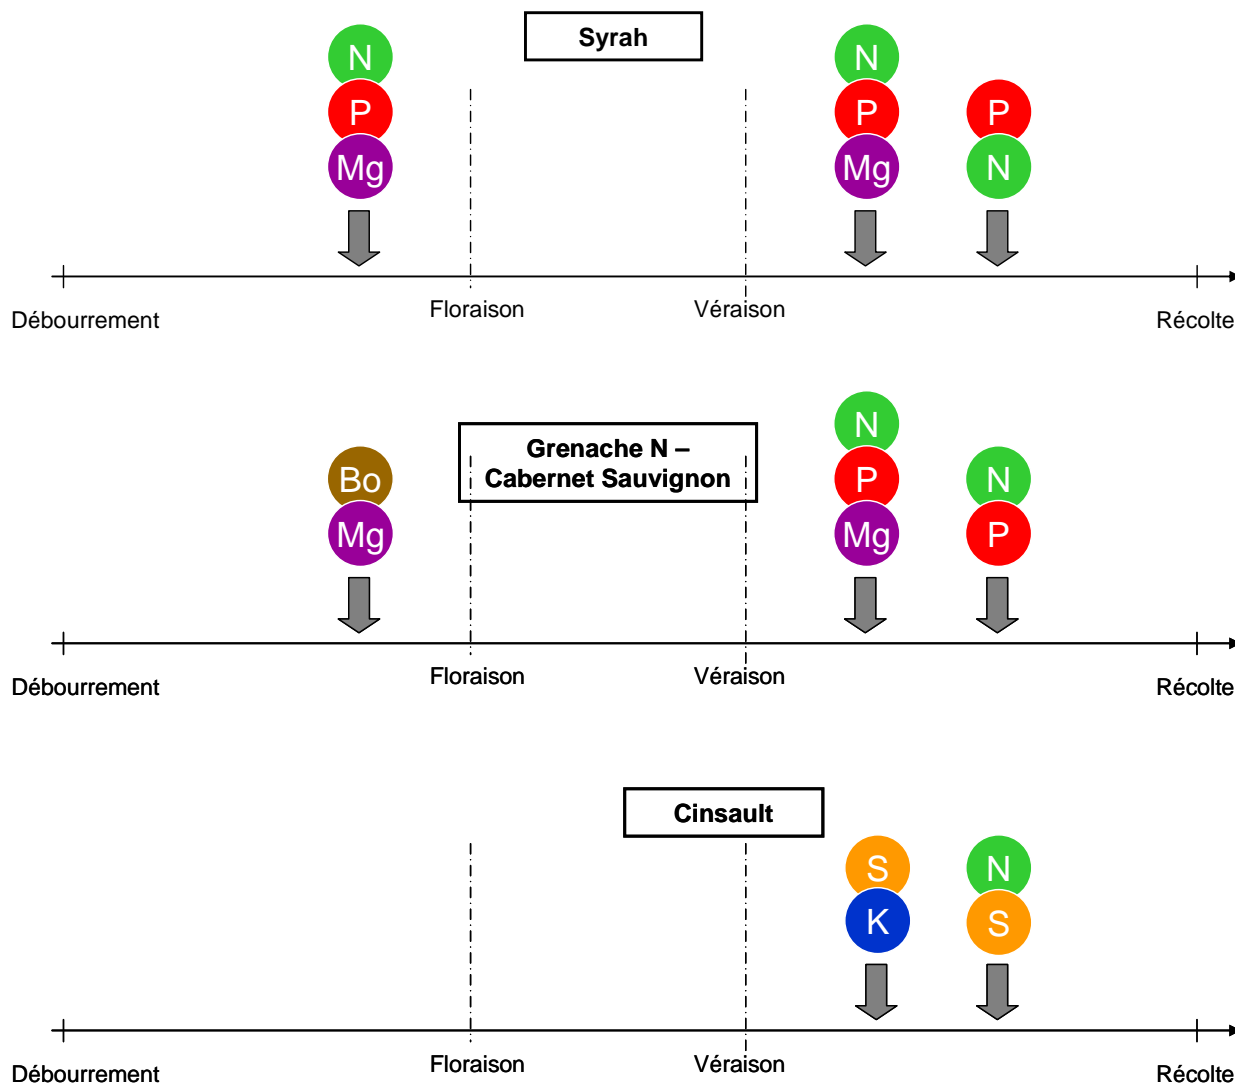 Syrah
N
P
Mg
N
P
Mg
P
N
Débourrement
Floraison
Véraison
Récolte
Grenache N –
Cabernet Sauvignon
Bo
Mg
N
P
Mg
N
P
Débourrement
Floraison
Véraison
Récolte
Cinsault
S
K
N
S
Débourrement
Floraison
Véraison
Récolte